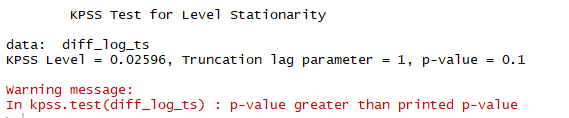 KPSS Test for Level Stationarity
data:  diff_log_ts
KPSS Level = 0.02596, Truncation lag parameter = 1, p-value = 0.1
Warning message:
In kpss.test(diff_log_ts) : p-value greater than printed p-value